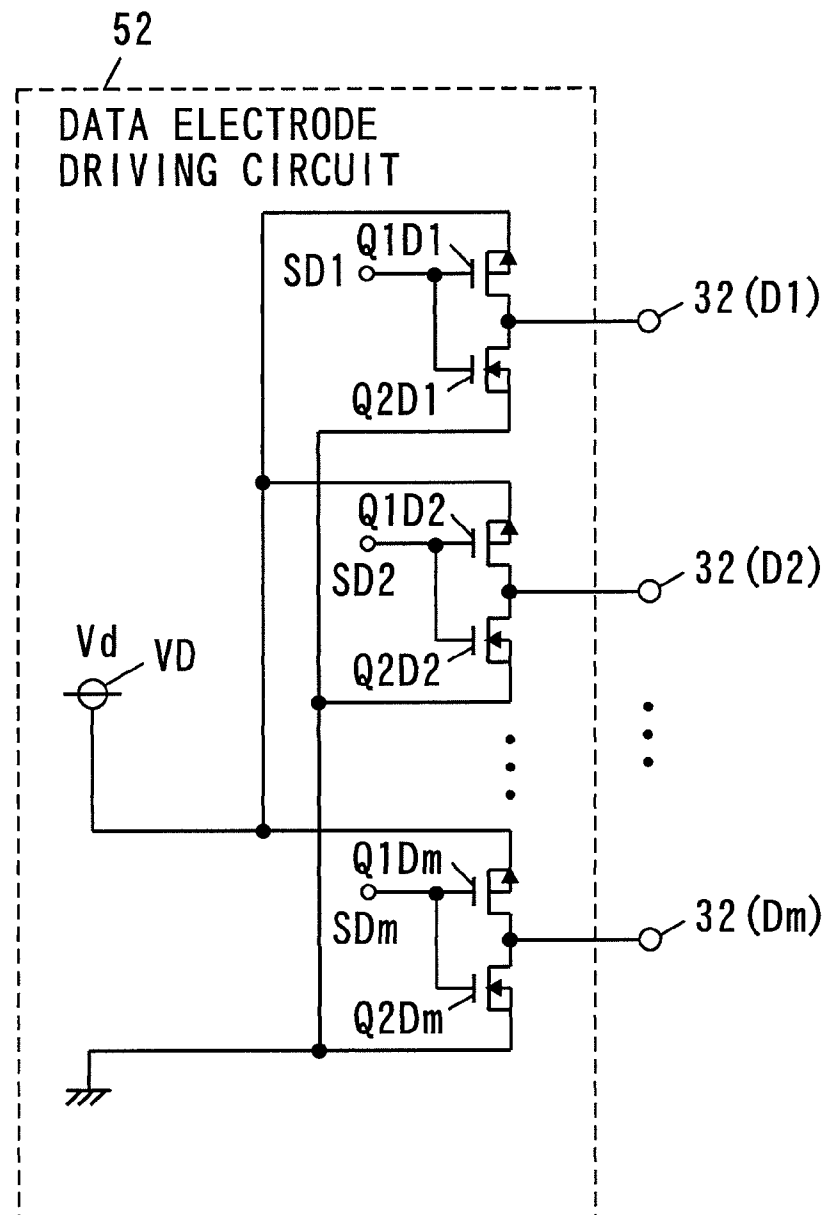 52
DATA ELECTRODE
DRIVING CIRCUIT
Q1D1
SD1
32(D1)
Q2D1
Q1D2
SD2
32(D2)
Q2D2
Vd
VD
Q1Dm
SDm
32(Dm)
Q2Dm